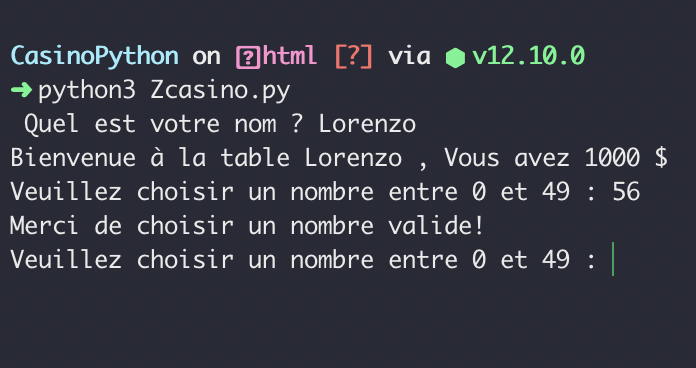 CasinoPython on html [?] via v12.10.0
➜ python3 Zcasino.py
Quel est votre nom ? Lorenzo
Bienvenue à la table Lorenzo , Vous avez 1000 $
Veuillez choisir un nombre entre 0 et 49 : 56
Merci de choisir un nombre valide!
Veuillez choisir un nombre entre 0 et 49 :